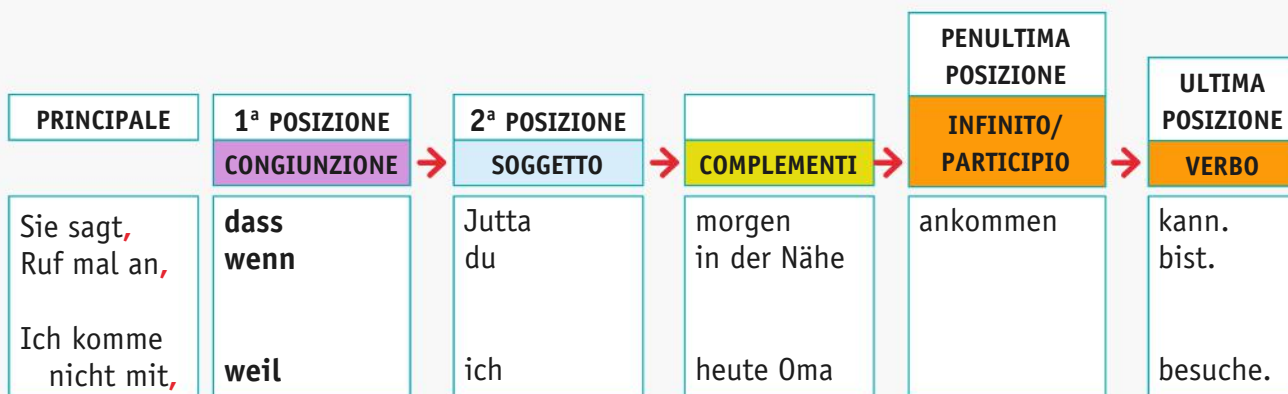 PENULTIMA
POSIZIONE
ULTIMA
POSIZIONE
PRINCIPALE
1ª POSIZIONE
2ª POSIZIONE
INFINITO/
PARTICIPIO
CONGIUNZIONE
SOGGETTO
COMPLEMENTI
VERBO
Sie sagt, dass Jutta morgen ankommen kann.
Ruf mal an, wenn du in der Nähe bist.
Ich komme
nicht mit, weil ich heute Oma besuche.